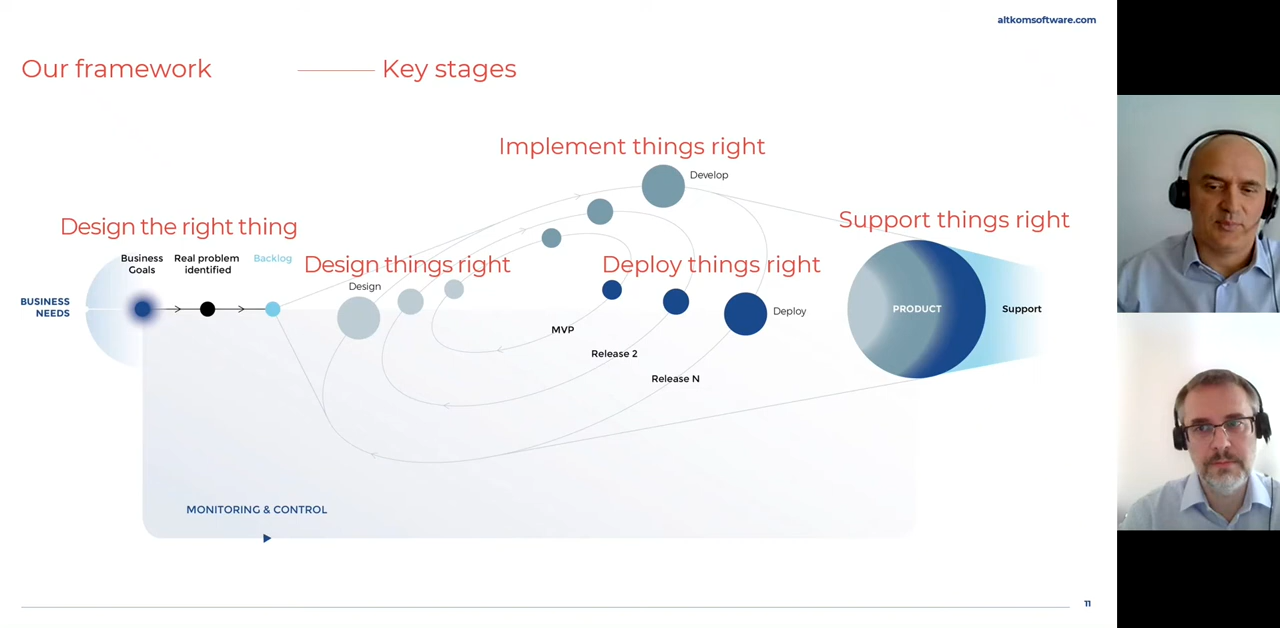 altkomsoftware.com
Our framework
Key stages
Implement things right
Develop
Design the right thing
Support things right
Business
Goals
Real problem
identified
Backlog
Design things right
Deploy things right
Design
BUSINESS
NEEDS
PRODUCT
Support
Deploy
MVP
Release 2
Release N
MONITORING & CONTROL
11